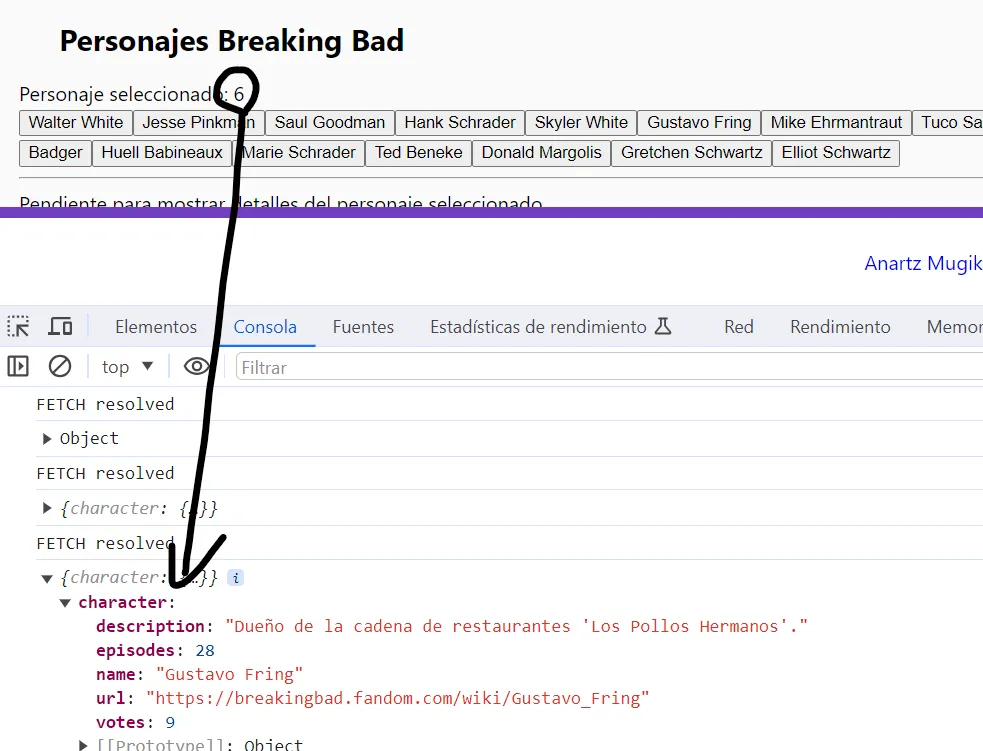 Personajes Breaking Bad
Personaje seleccionado: 6
Walter White Jesse Pinkman Saul Goodman Hank Schrader Skyler White Gustavo Fring Mike Ehrmantraut Tuco Sa
Badger Huell Babineaux Marie Schrader Ted Beneke Donald Margolis Gretchen Schwartz Elliot Schwartz
Pendiente para mostrar detalles del personaje seleccionado
Anartz Mugik
Elementos Consola Fuentes Estadísticas de rendimiento Red Rendimiento Memor
top Filtrar
FETCH resolved
Object
FETCH resolved
{character: {…}}
FETCH resolved
{character: {…}} i
character:
description: "Dueño de la cadena de restaurantes 'Los Pollos Hermanos'."
episodes: 28
name: "Gustavo Fring"
url: "https://breakingbad.fandom.com/wiki/Gustavo_Fring"
votes: 9
[[Prototype]]: Object